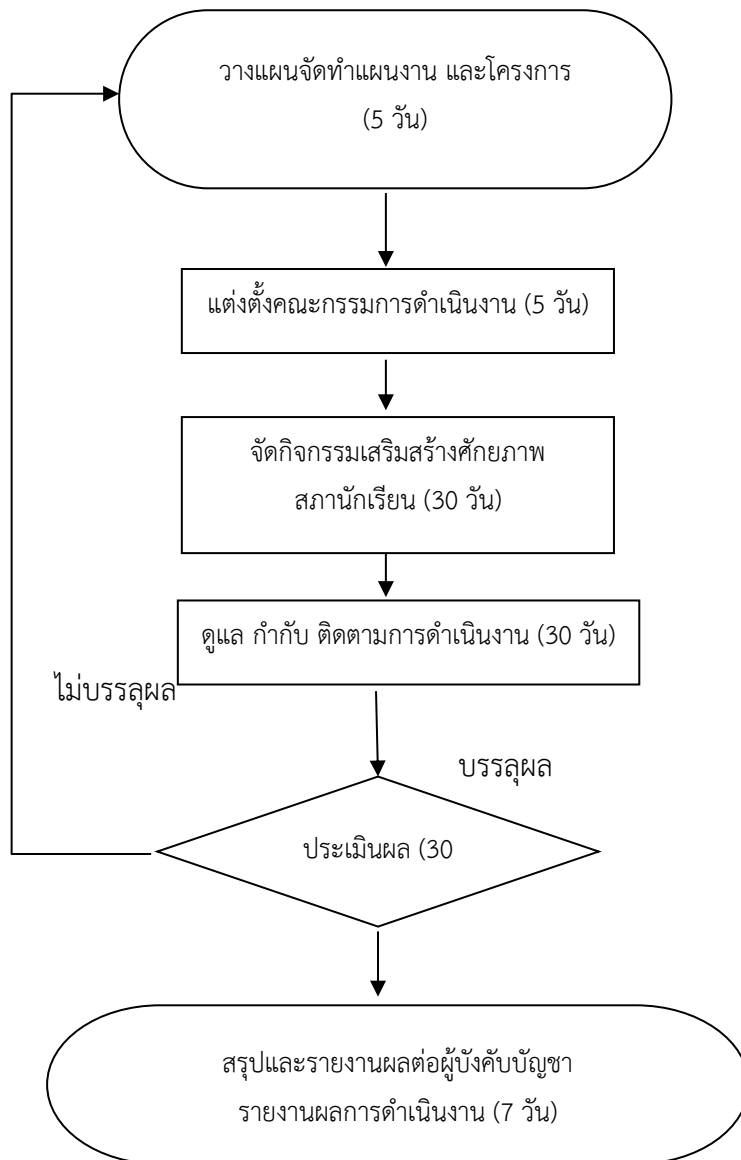 วางแผนจัดทำแผนงาน และโครงการ
(5 วัน)
แต่งตั้งคณะกรรมการดำเนินงาน (5 วัน)
จัดกิจกรรมเสริมสร้างศักยภาพ
สภานักเรียน (30 วัน)
ดูแล กำกับ ติดตามการดำเนินงาน (30 วัน)
ไม่บรรลุผล
บรรลุผล
ประเมินผล (30
สรุปและรายงานผลต่อผู้บังคับบัญชา
รายงานผลการดำเนินงาน (7 วัน)